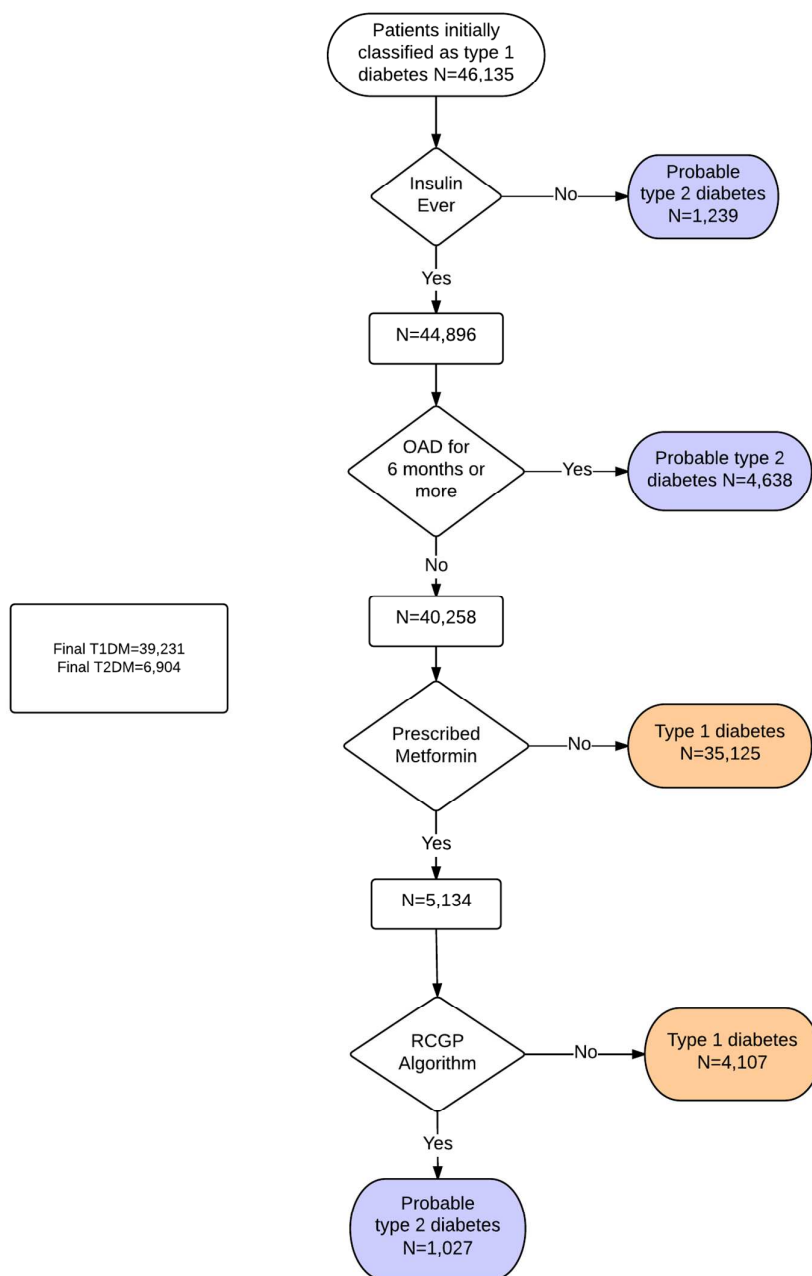 Patients initially
classified as type 1
diabetes N=46,135
Insulin
Ever
No
Probable
type 2 diabetes
N=1,239
Yes
N=44,896
OAD for
6 months or
more
Yes
Probable type 2
diabetes N=4,638
No
N=40,258
Final T1DM=39,231
Final T2DM=6,904
Prescribed
Metformin
No
Type 1 diabetes
N=35,125
Yes
N=5,134
RCGP
Algorithm
No
Type 1 diabetes
N=4,107
Yes
Probable
type 2 diabetes
N=1,027